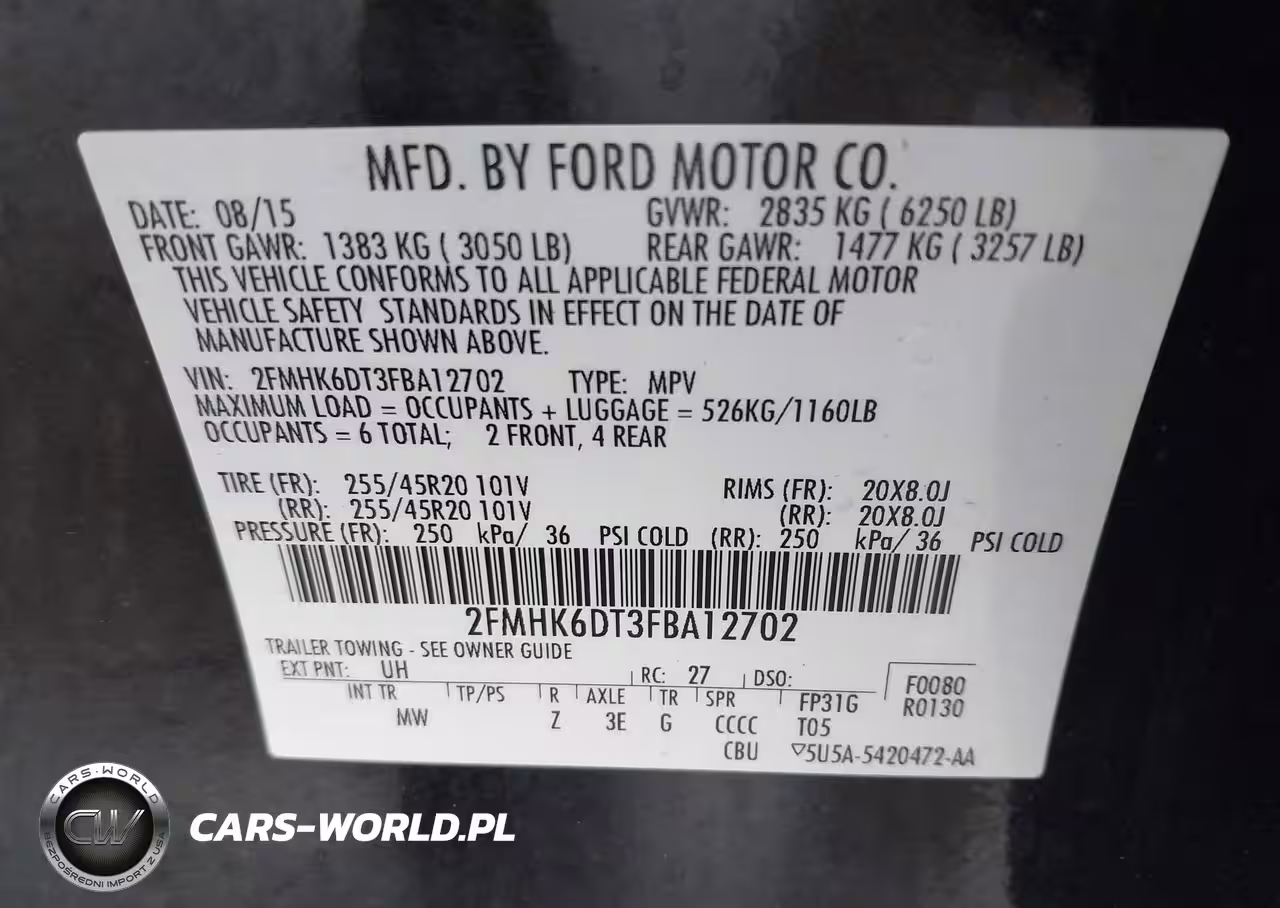 MFD. BY FORD MOTOR CO.
DATE: 08/15 GVWR: 2835 KG ( 6250 LB)
FRONT GAWR: 1383 KG ( 3050 LB) REAR GAWR: 1477 KG ( 3257 LB)
THIS VEHICLE CONFORMS TO ALL APPLICABLE FEDERAL MOTOR
VEHICLE SAFETY STANDARDS IN EFFECT ON THE DATE OF
MANUFACTURE SHOWN ABOVE.
VIN: 2FMHK6DT3FBA12702 TYPE: MPV
MAXIMUM LOAD = OCCUPANTS + LUGGAGE = 526KG/1160LB
OCCUPANTS = 6 TOTAL; 2 FRONT, 4 REAR
TIRE (FR): 255/45R20 101V RIMS (FR): 20X8.0J
(RR): 255/45R20 101V (RR): 20X8.0J
PRESSURE (FR): 250 kPa/ 36 PSI COLD (RR): 250 kPa/ 36 PSI COLD
2FMHK6DT3FBA12702
TRAILER TOWING - SEE OWNER GUIDE
EXT PNT: UH RC: 27 DSO:
INT TR TP/PS R AXLE TR SPR FP31G
MW Z 3E G CCCC T05
CBU ▽5U5A-5420472-AA
F0080
R0130
CARS-WORLD
CW
BEZPOŚREDNI IMPORT Z USA
CARS-WORLD.PL